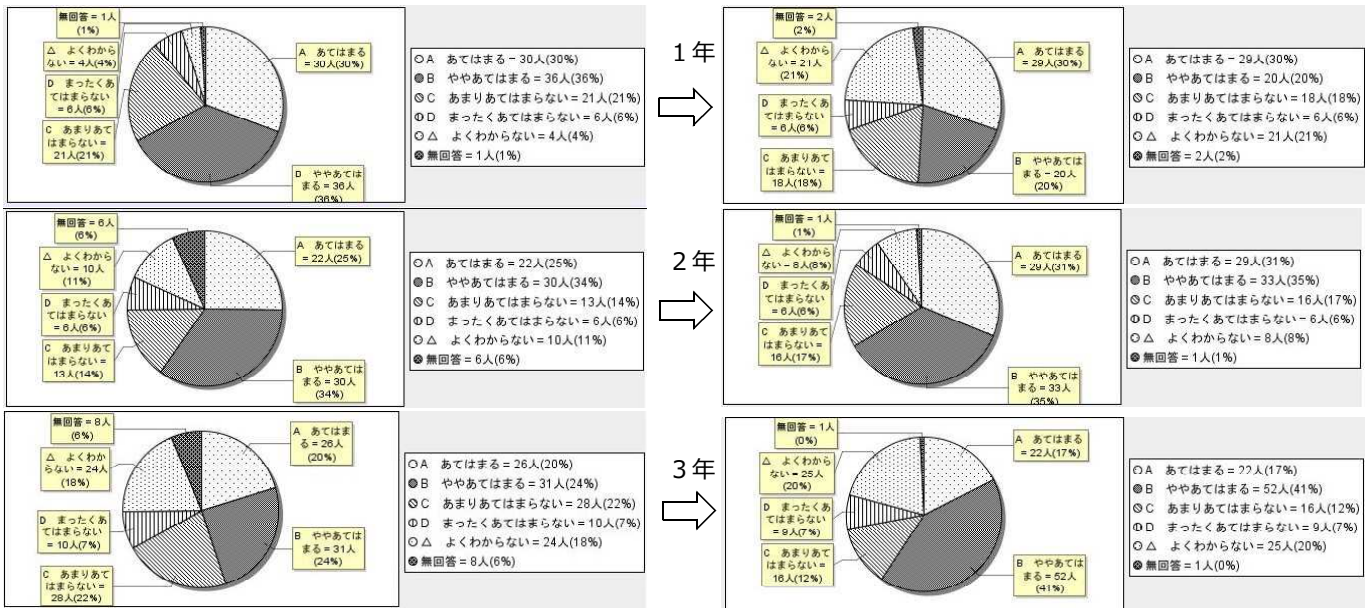 無回答 = 1人
(1%)
△ よくわから
ない = 4人(4%)
D まったくあ
てはまらない
= 6人(6%)
C あまりあて
はまらない =
21人(21%)
A あてはまる
= 30人(30%)
D ややあては
まる = 36人
(36%)
○A あてはまる − 30人(30%)
B ややあてはまる = 36人(36%)
C あまりあてはまらない = 21人(21%)
D まったくあてはまらない = 6人(6%)
○△ よくわからない = 4人(4%)
無回答 = 1人(1%)
1年
無回答 = 2人
(2%)
△ よくわから
ない = 21人
(21%)
D まったくあ
てはまらない
= 6人(6%)
C あまりあて
はまらない =
18人(18%)
A あてはまる
= 29人(30%)
B ややあては
まる − 20人
(20%)
○A あてはまる − 29人(30%)
B ややあてはまる = 20人(20%)
C あまりあてはまらない = 18人(18%)
D まったくあてはまらない = 6人(6%)
○△ よくわからない = 21人(21%)
無回答 = 2人(2%)
無回答 = 6人
(6%)
△ よくわから
ない = 10人
(11%)
D まったくあ
てはまらない
= 6人(6%)
C あまりあて
はまらない =
13人(14%)
A あてはまる
= 22人(25%)
B ややあては
まる = 30人
(34%)
○A あてはまる = 22人(25%)
B ややあてはまる = 30人(34%)
C あまりあてはまらない = 13人(14%)
D まったくあてはまらない = 6人(6%)
○△ よくわからない = 10人(11%)
無回答 = 6人(6%)
2年
無回答 = 1人
(1%)
△ よくわから
ない − 8人(8%)
D まったくあ
てはまらない
= 6人(6%)
C あまりあて
はまらない =
16人(17%)
A あてはまる
= 29人(31%)
B ややあては
まる = 33人
(35%)
○A あてはまる = 29人(31%)
B ややあてはまる = 33人(35%)
C あまりあてはまらない = 16人(17%)
D まったくあてはまらない − 6人(6%)
○△ よくわからない = 8人(8%)
無回答 = 1人(1%)
無回答 = 8人
(6%)
△ よくわか
らない = 24人
(18%)
D まったくあ
てはまらない
= 10人(7%)
C あまりあて
はまらない =
28人(22%)
A あてはま
る = 26人
(20%)
B ややあては
まる = 31人
(24%)
○A あてはまる = 26人(20%)
B ややあてはまる = 31人(24%)
C あまりあてはまらない = 28人(22%)
D まったくあてはまらない = 10人(7%)
○△ よくわからない = 24人(18%)
無回答 = 8人(6%)
3年
無回答 = 1人
(0%)
△ よくわから
ない − 25人
(20%)
D まったくあ
てはまらない
= 9人(7%)
C あまりあて
はまらない =
16人(12%)
A あてはまる
= 22人(17%)
B ややあては
まる = 52人
(41%)
○A あてはまる = 22人(17%)
B ややあてはまる = 52人(41%)
C あまりあてはまらない = 16人(12%)
D まったくあてはまらない = 9人(7%)
○△ よくわからない = 25人(20%)
無回答 = 1人(0%)